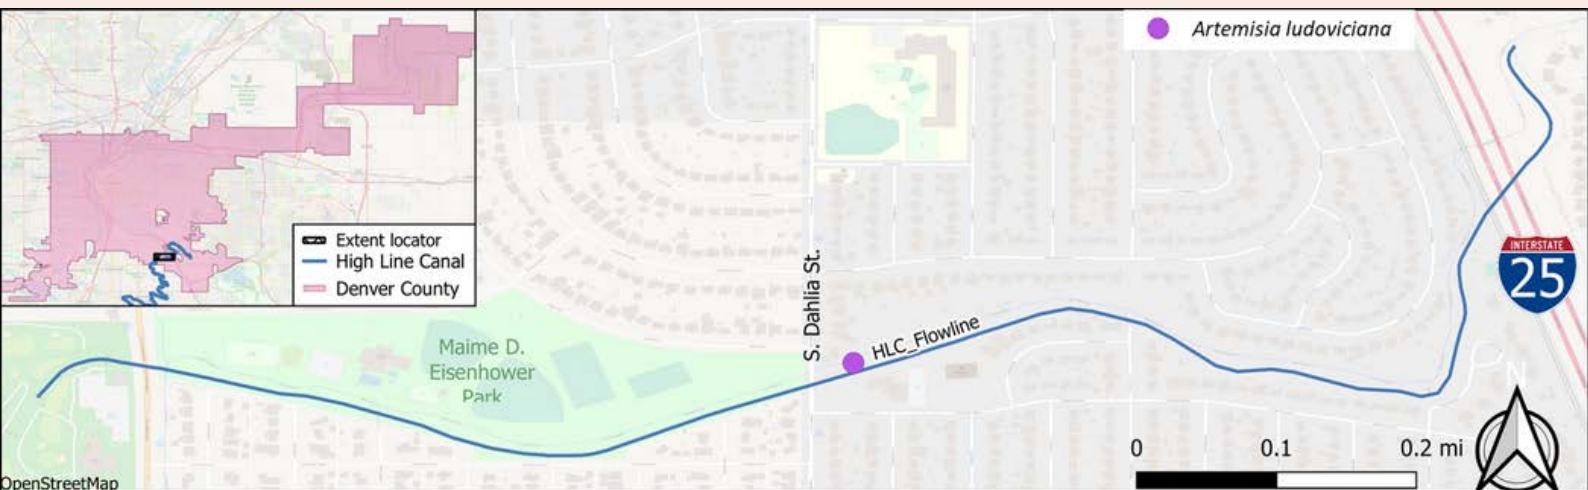 Artemisia ludoviciana
Extent locator
High Line Canal
Denver County
INTERSTATE
25
S. Dahlia St.
HLC_Flowline
Maime D.
Eisenhower
Park
N
0 0.1 0.2 mi
OpenStreetMap